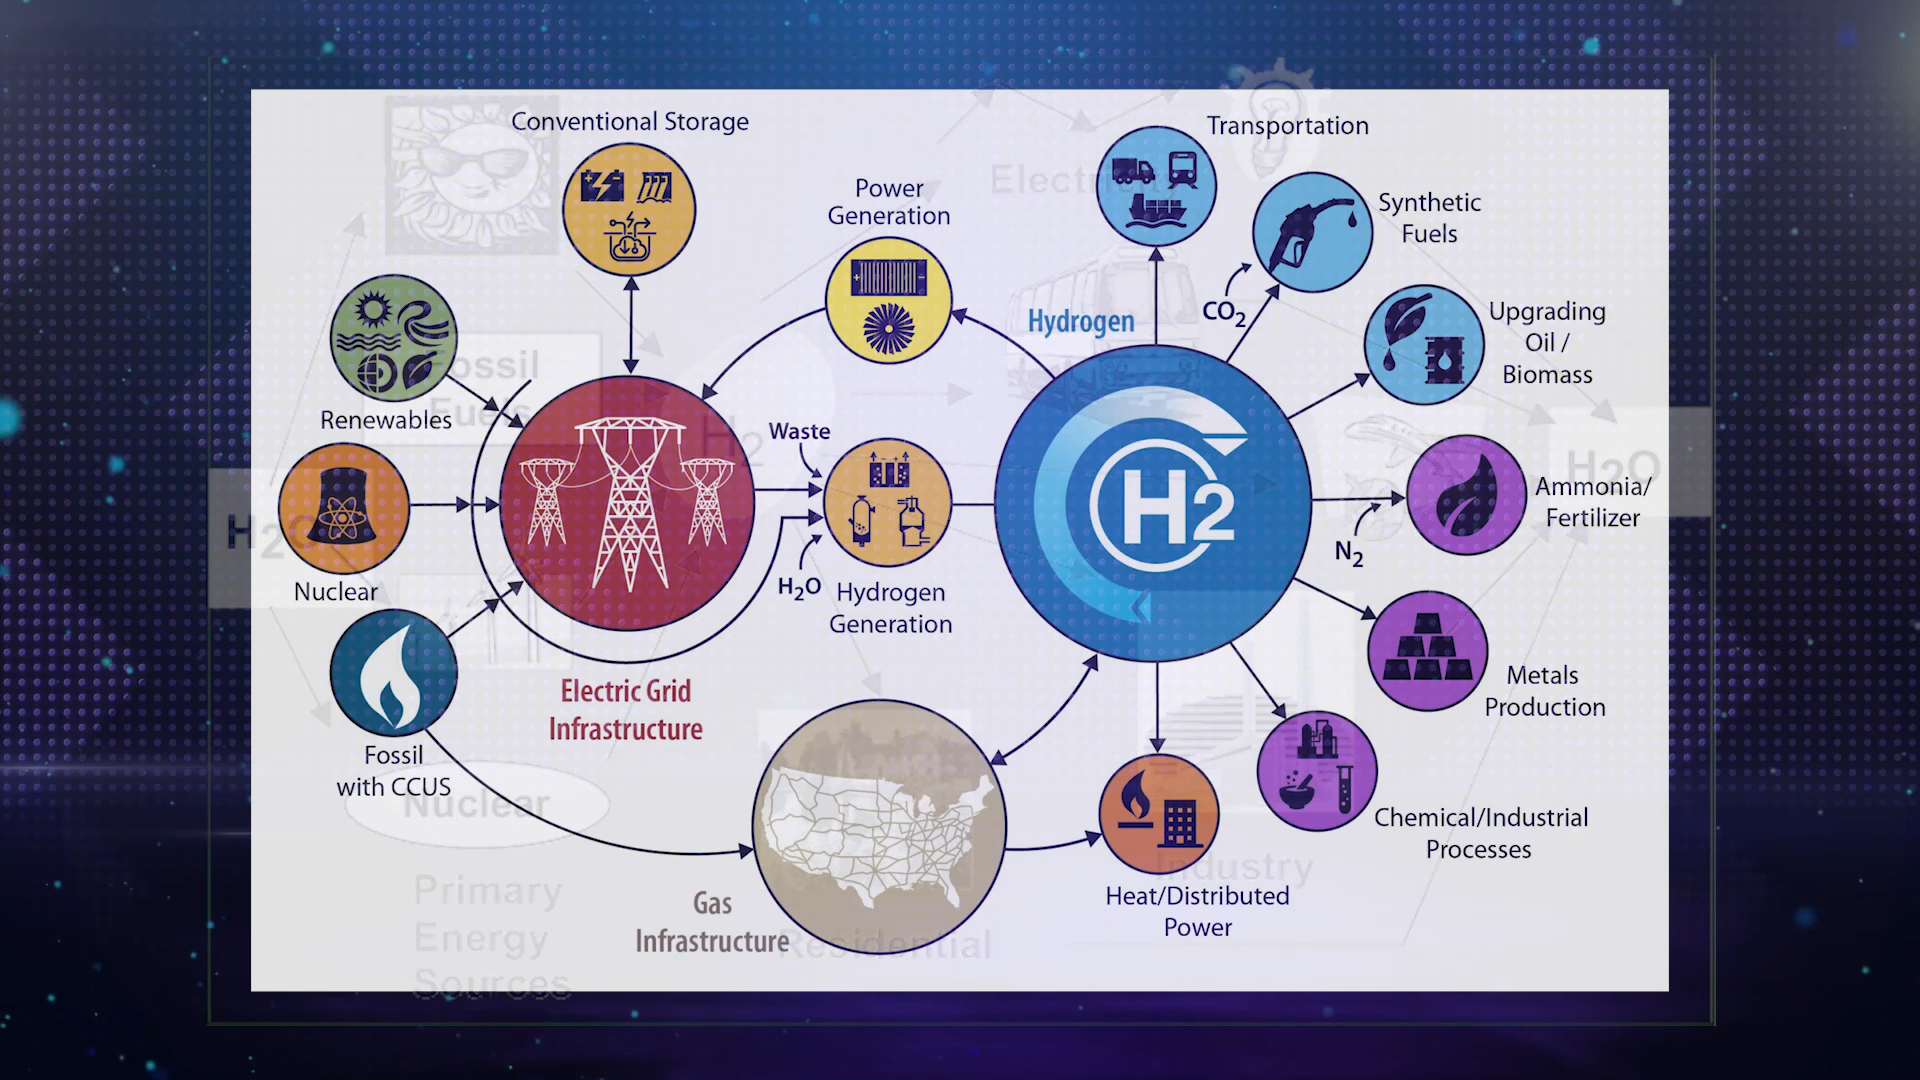 Conventional Storage
Transportation
Power
Generation
Synthetic
Fuels
CO2
Hydrogen
Upgrading
Oil /
Biomass
Renewables
Waste
H2
Ammonia/
Fertilizer
N2
H2O
Nuclear
Hydrogen
Generation
Electric Grid
Infrastructure
Metals
Production
Fossil
with CCUS
Chemical/Industrial
Processes
Heat/Distributed
Power
Gas
Infrastructure
Fossil
Fuels
H2
H2O
H2O
Nuclear
Primary
Energy
Sources
Residential
Industry